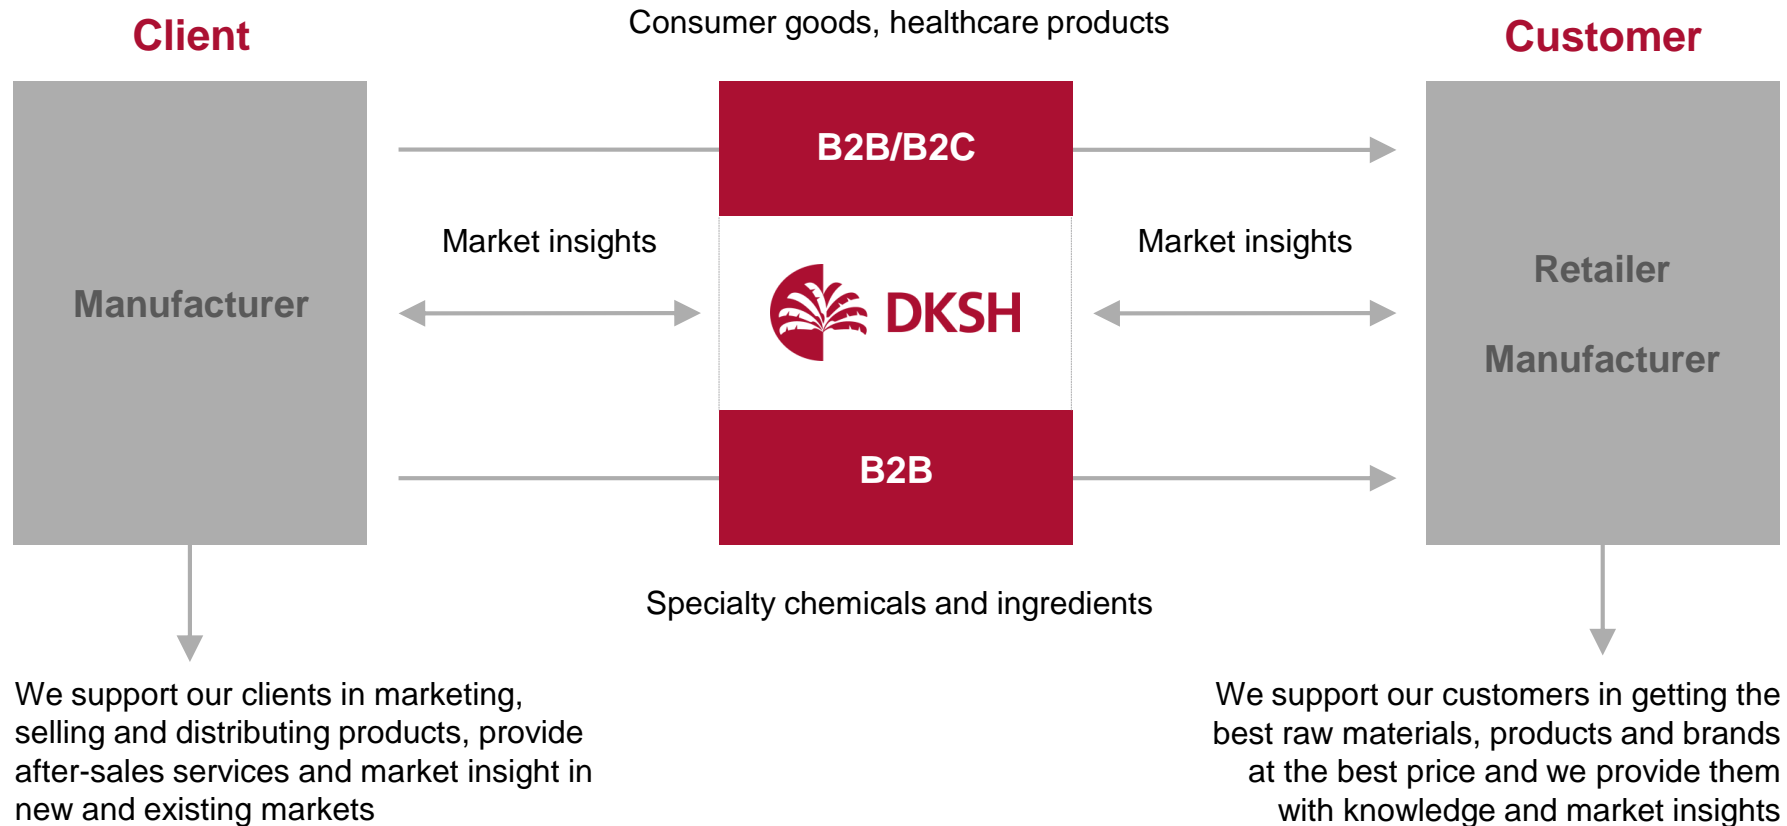 Client
Consumer goods, healthcare products
Customer
B2B/B2C
Market insights
Market insights
Manufacturer
DKSH
Retailer
Manufacturer
B2B
Specialty chemicals and ingredients
We support our clients in marketing,
selling and distributing products, provide
after-sales services and market insight in
new and existing markets
We support our customers in getting the
best raw materials, products and brands
at the best price and we provide them
with knowledge and market insights